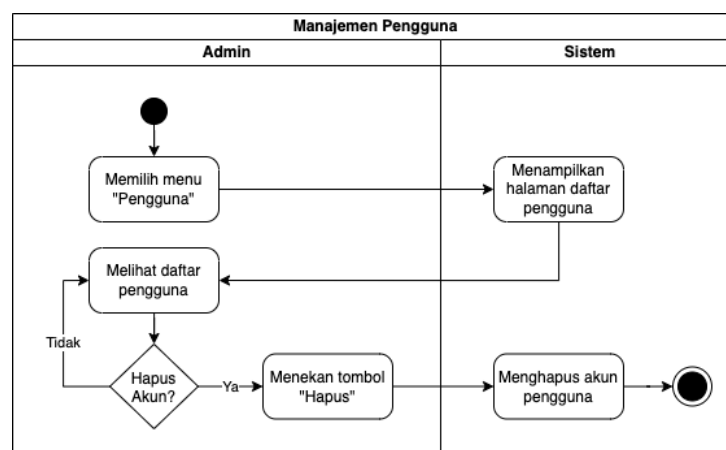 Manajemen Pengguna
Admin
Sistem
Memilih menu
"Pengguna"
Menampilkan
halaman daftar
pengguna
Melihat daftar
pengguna
Tidak
Hapus
Akun?
Ya
Menekan tombol
"Hapus"
Menghapus akun
pengguna